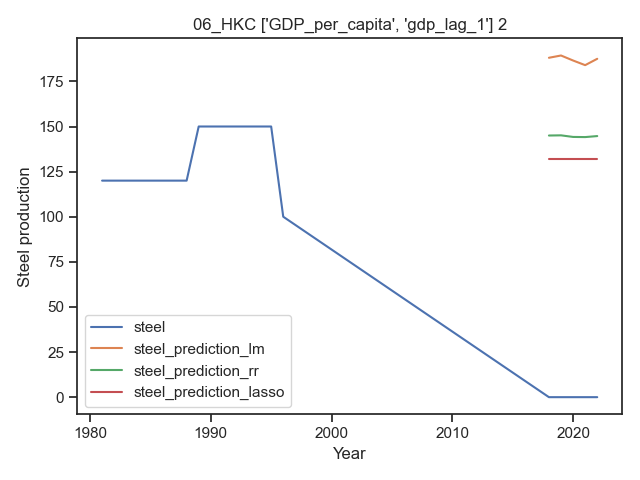 06_HKC ['GDP_per_capita', 'gdp_lag_1'] 2
Steel production
175
150
125
100
75
50
25
0
steel
steel_prediction_lm
steel_prediction_rr
steel_prediction_lasso
1980
1990
2000
2010
2020
Year